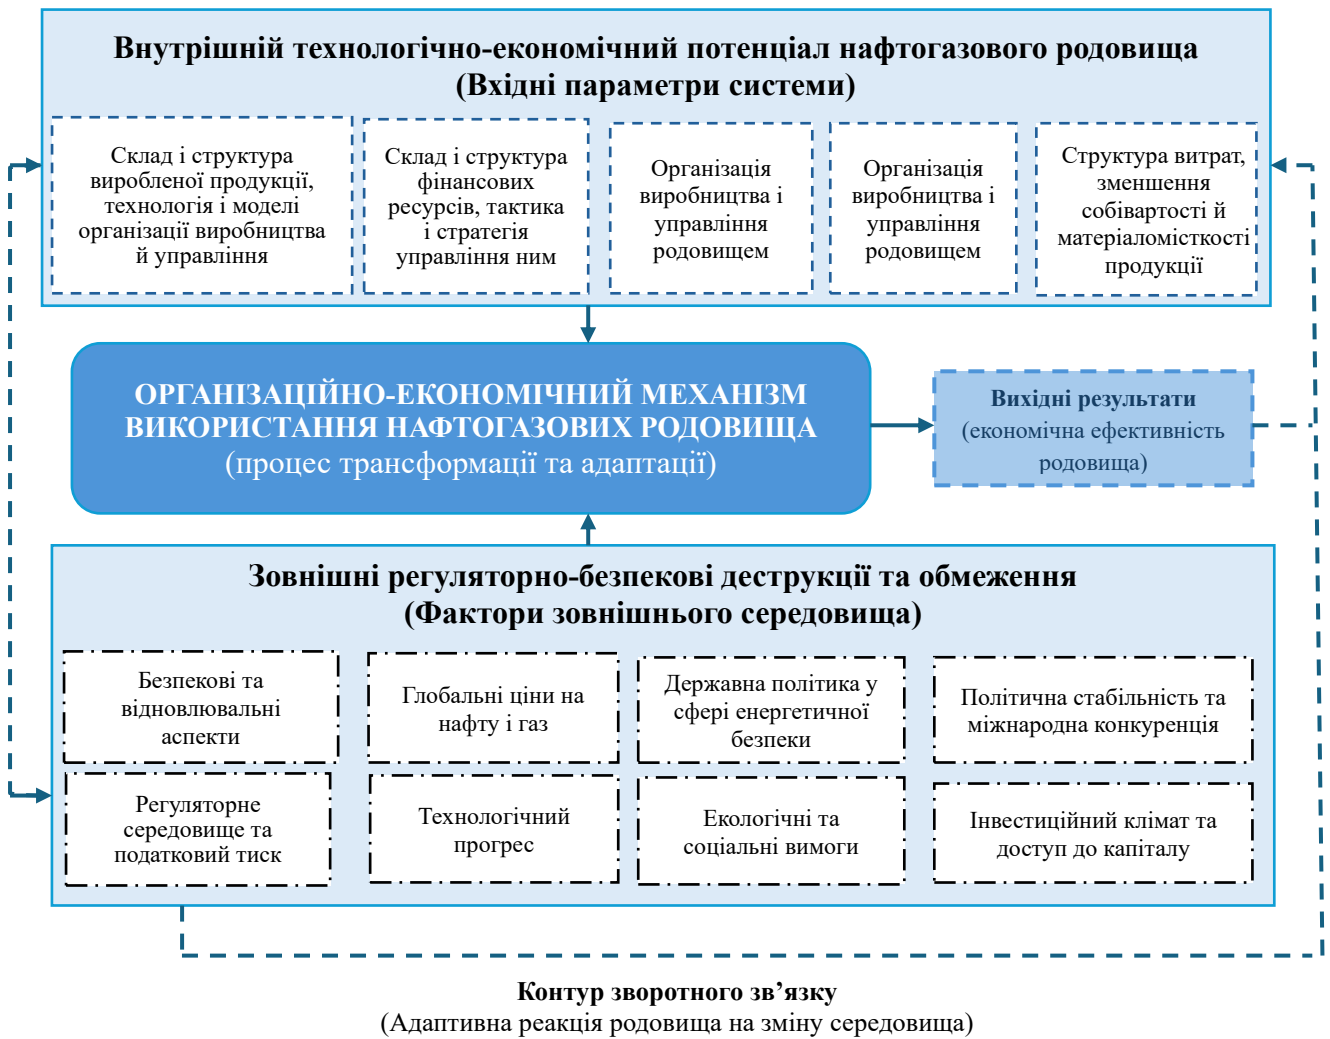 Внутрішній технологічно-економічний потенціал нафтогазового родовища
(Вхідні параметри системи)
Склад і структура
виробленої продукції,
технологія і моделі
організації виробництва
й управління
Склад і структура
фінансових
ресурсів, тактика
і стратегія
управління ним
Організація
виробництва і
управління
родовищем
Організація
виробництва і
управління
родовищем
Структура витрат,
зменшення
собівартості й
матеріаломісткості
продукції
ОРГАНІЗАЦІЙНО-ЕКОНОМІЧНИЙ МЕХАНІЗМ
ВИКОРИСТАННЯ НАФТОГАЗОВИХ РОДОВИЩА
(процес трансформації та адаптації)
Вихідні результати
(економічна ефективність
родовища)
Зовнішні регуляторно-безпекові деструкції та обмеження
(Фактори зовнішнього середовища)
Безпекові та
відновлювальні
аспекти
Глобальні ціни на
нафту і газ
Державна політика у
сфері енергетичної
безпеки
Політична стабільність та
міжнародна конкуренція
Регуляторне
середовище та
податковий тиск
Технологічний
прогрес
Екологічні та
соціальні вимоги
Інвестиційний клімат та
доступ до капіталу
Контур зворотного зв’язку
(Адаптивна реакція родовища на зміну середовища)